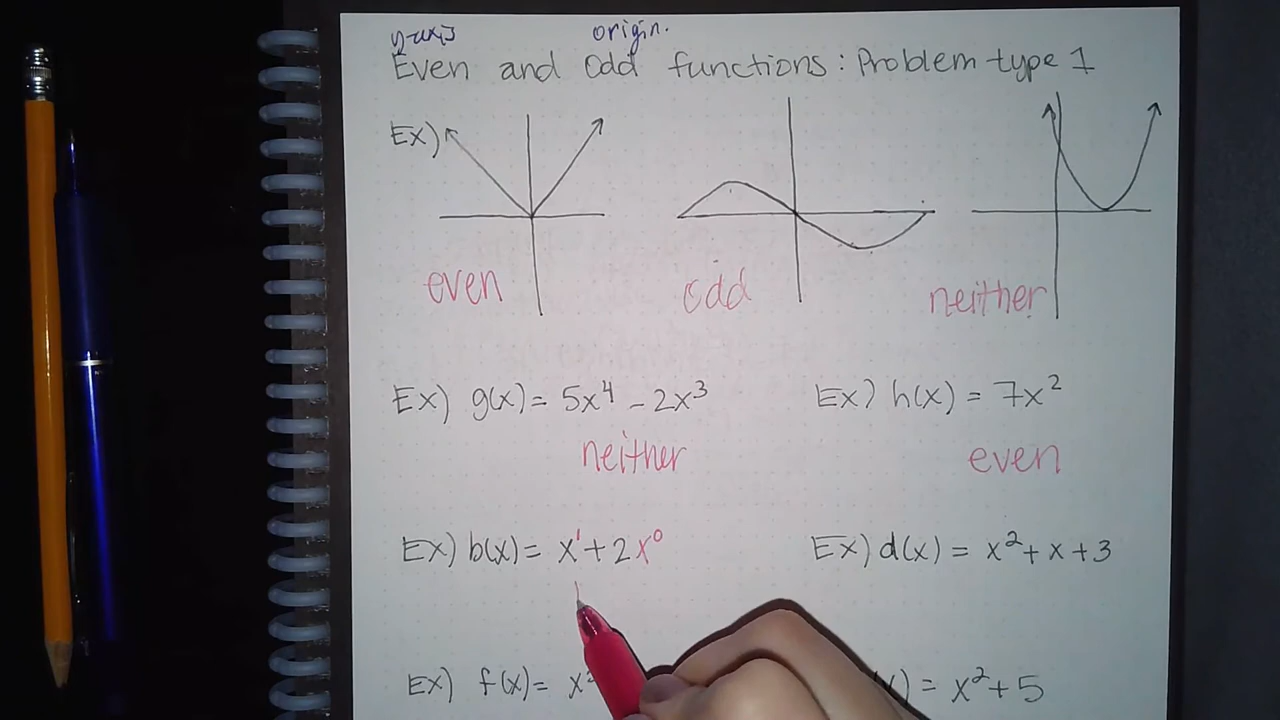 y-axis origin.
Even and Odd functions: Problem type 1
Ex)
even odd neither
Ex) g(x) = 5x⁴ - 2x³ Ex) h(x) = 7x²
neither even
Ex) b(x) = x¹ + 2x⁰ Ex) d(x) = x² + x + 3
Ex) f(x) = x ) = x² + 5